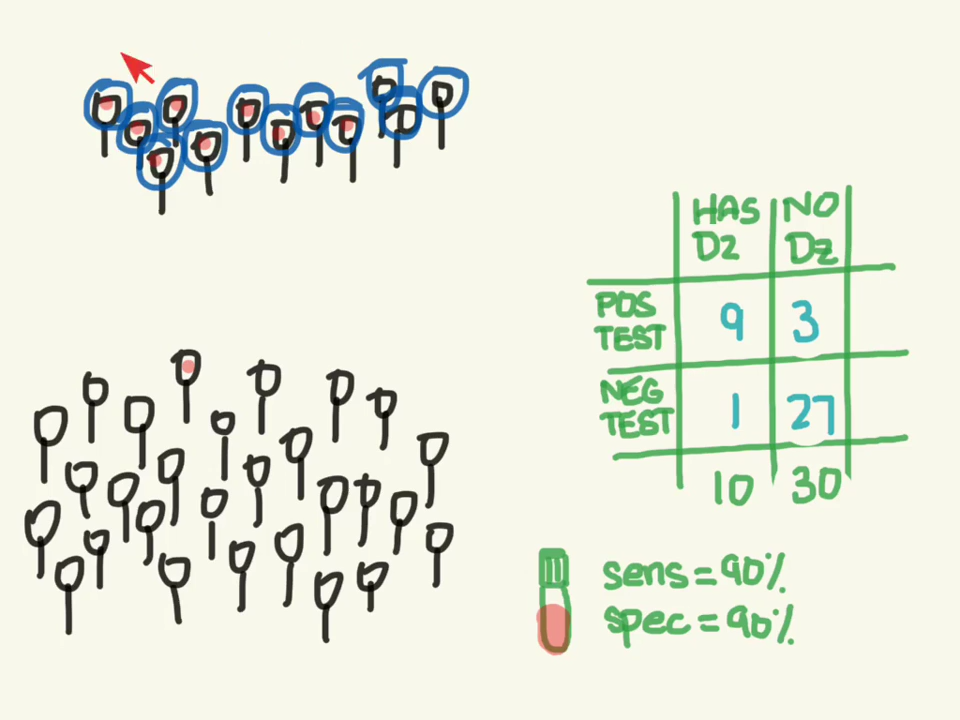 HAS NO
Dz Dz
POS 9 3
TEST
NEG 1 27
TEST
10 30
sens = 90%
spec = 90%